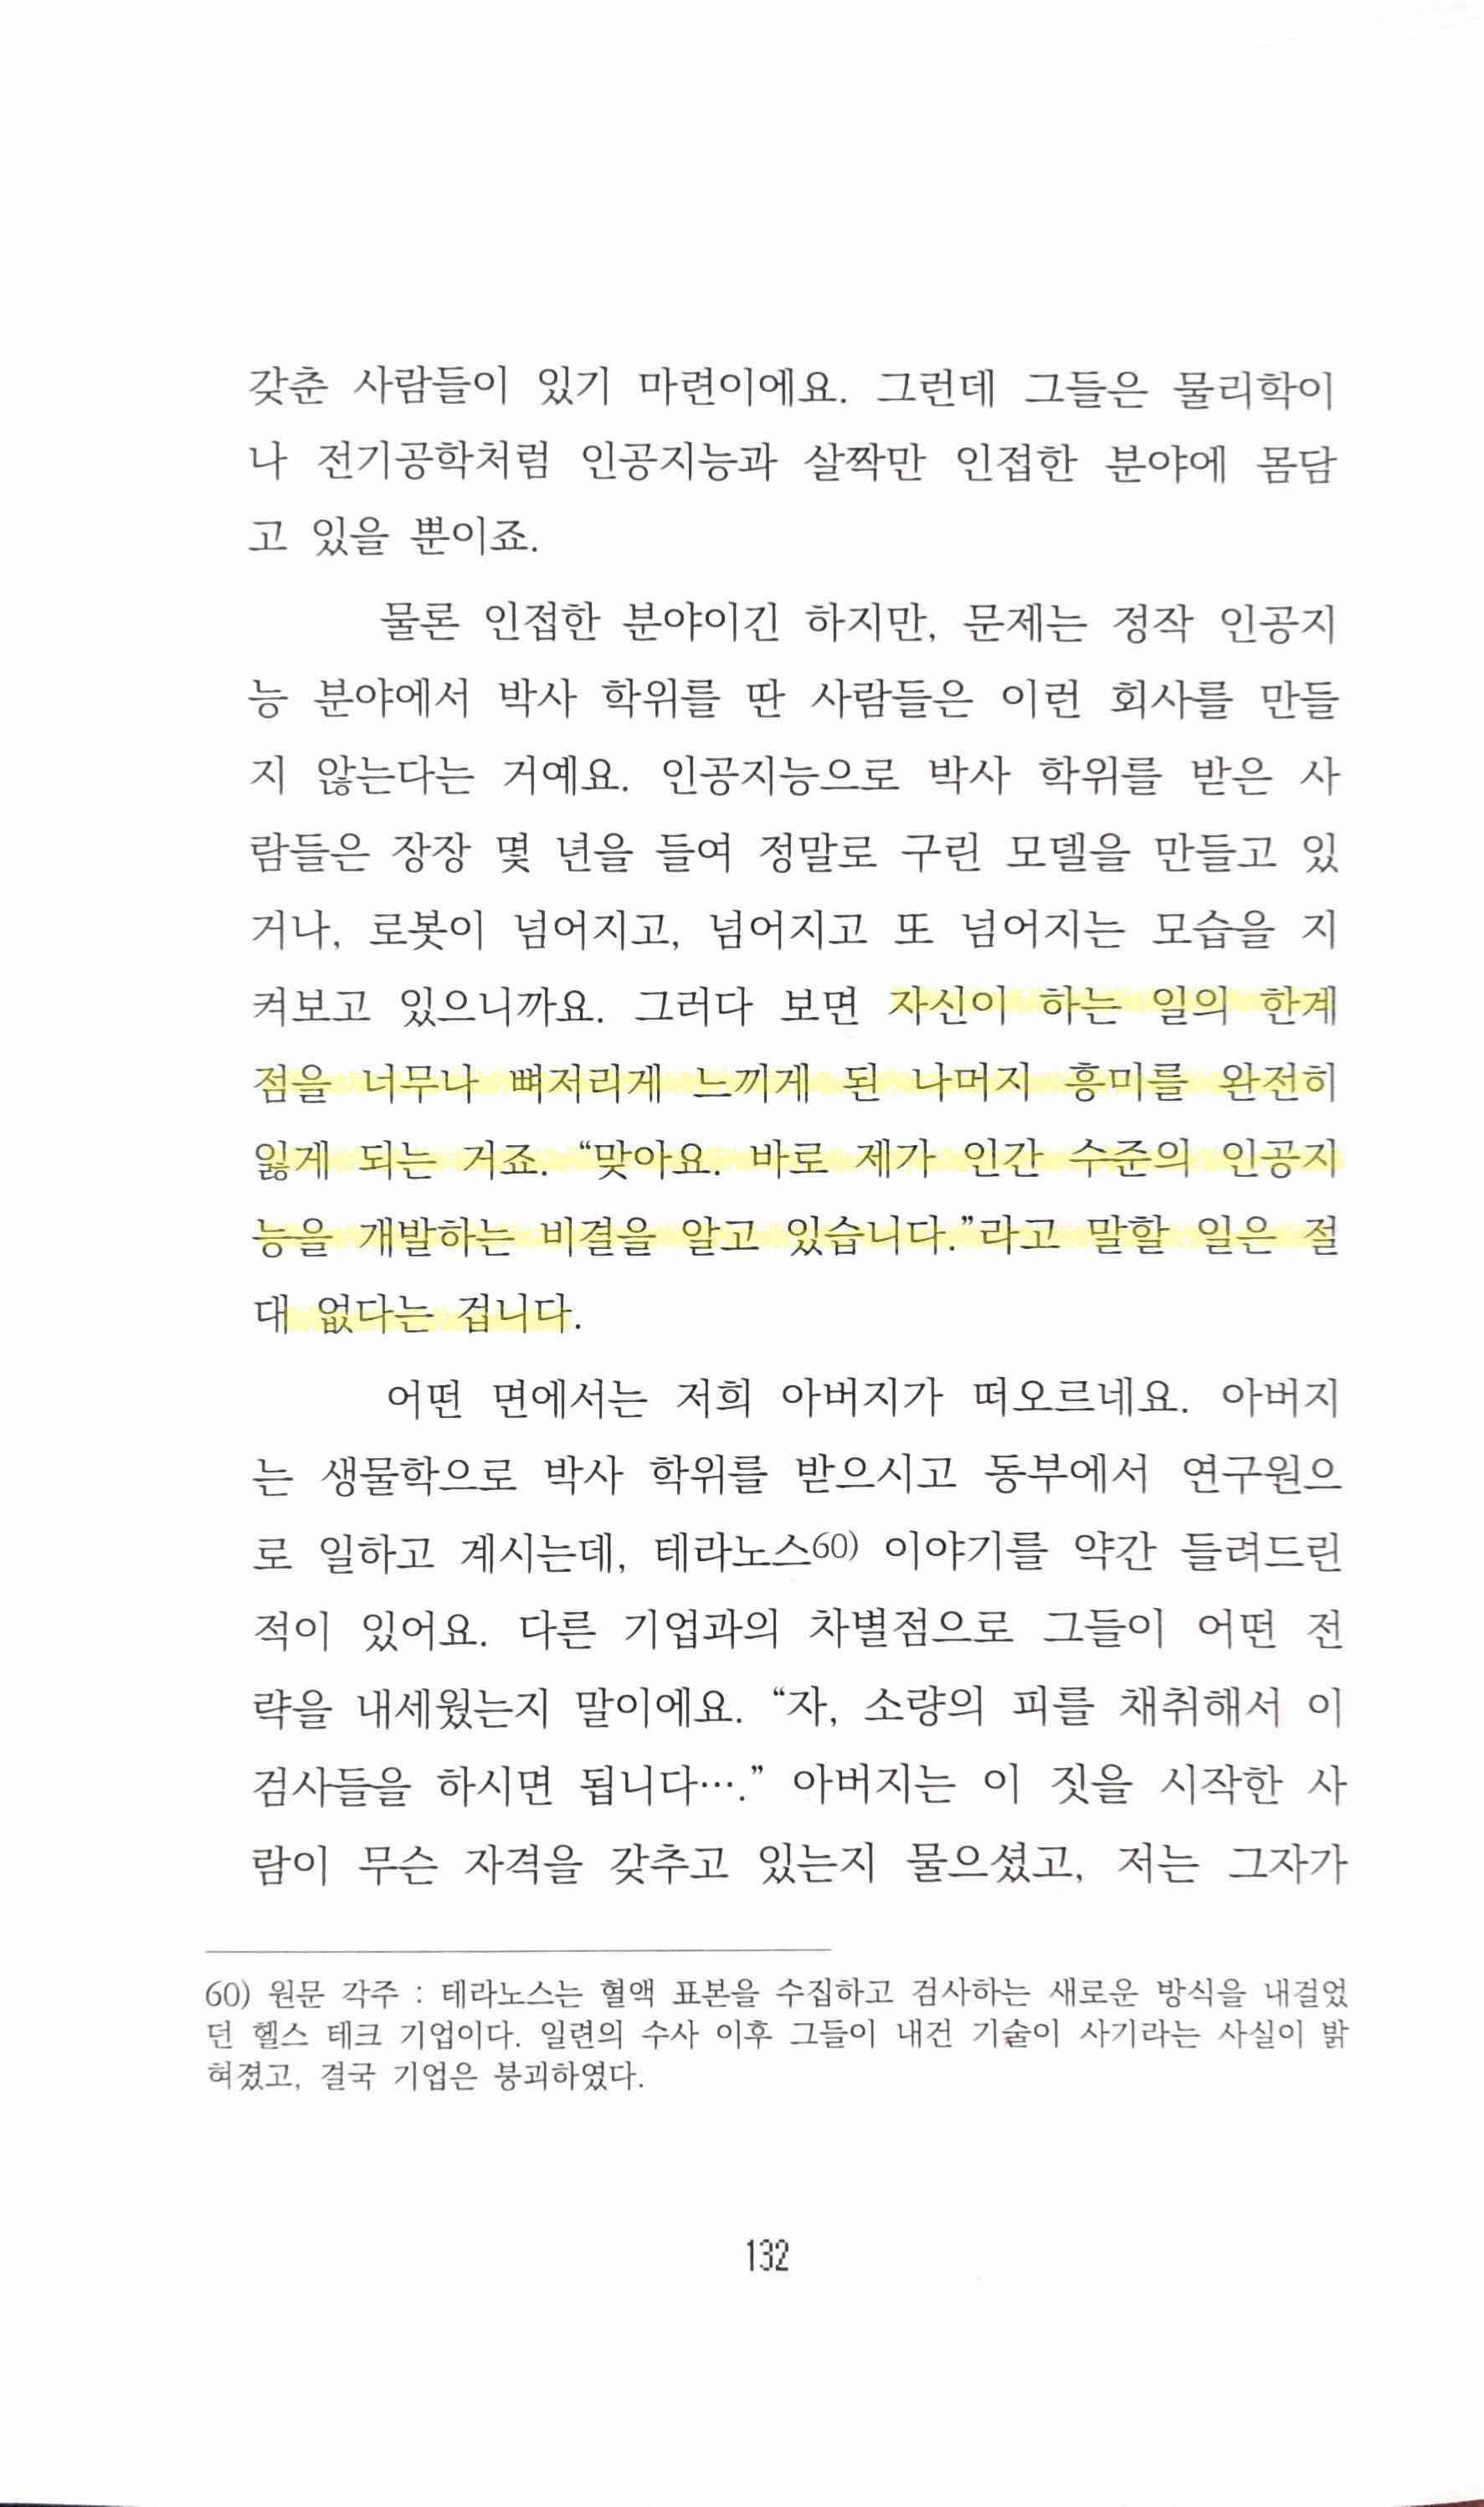 갖춘 사람들이 있기 마련이에요. 그런데 그들은 물리학이
나 전기공학처럼 인공지능과 살짝만 인접한 분야에 몸담
고 있을 뿐이죠.
물론 인접한 분야이긴 하지만, 문제는 정작 인공지
능 분야에서 박사 학위를 딴 사람들은 이런 회사를 만들
지 않는다는 거예요. 인공지능으로 박사 학위를 받은 사
람들은 장장 몇 년을 들여 정말로 구린 모델을 만들고 있
거나, 로봇이 넘어지고, 넘어지고 또 넘어지는 모습을 지
켜보고 있으니까요. 그러다 보면 자신이 하는 일의 한계
점을 너무나 뼈저리게 느끼게 된 나머지 흥미를 완전히
잃게 되는 거죠. “맞아요. 바로 제가 인간 수준의 인공지
능을 개발하는 비결을 알고 있습니다.”라고 말할 일은 절
대 없다는 겁니다.
어떤 면에서는 저희 아버지가 떠오르네요. 아버지
는 생물학으로 박사 학위를 받으시고 동부에서 연구원으
로 일하고 계시는데, 테라노스60) 이야기를 약간 들려드린
적이 있어요. 다른 기업과의 차별점으로 그들이 어떤 전
략을 내세웠는지 말이에요. “자, 소량의 피를 채취해서 이
검사들을 하시면 됩니다….” 아버지는 이 짓을 시작한 사
람이 무슨 자격을 갖추고 있는지 물으셨고, 저는 그자가
60) 원문 각주 : 테라노스는 혈액 표본을 수집하고 검사하는 새로운 방식을 내걸었
던 헬스 테크 기업이다. 일련의 수사 이후 그들이 내건 기술이 사기라는 사실이 밝
혀졌고, 결국 기업은 붕괴하였다.
132